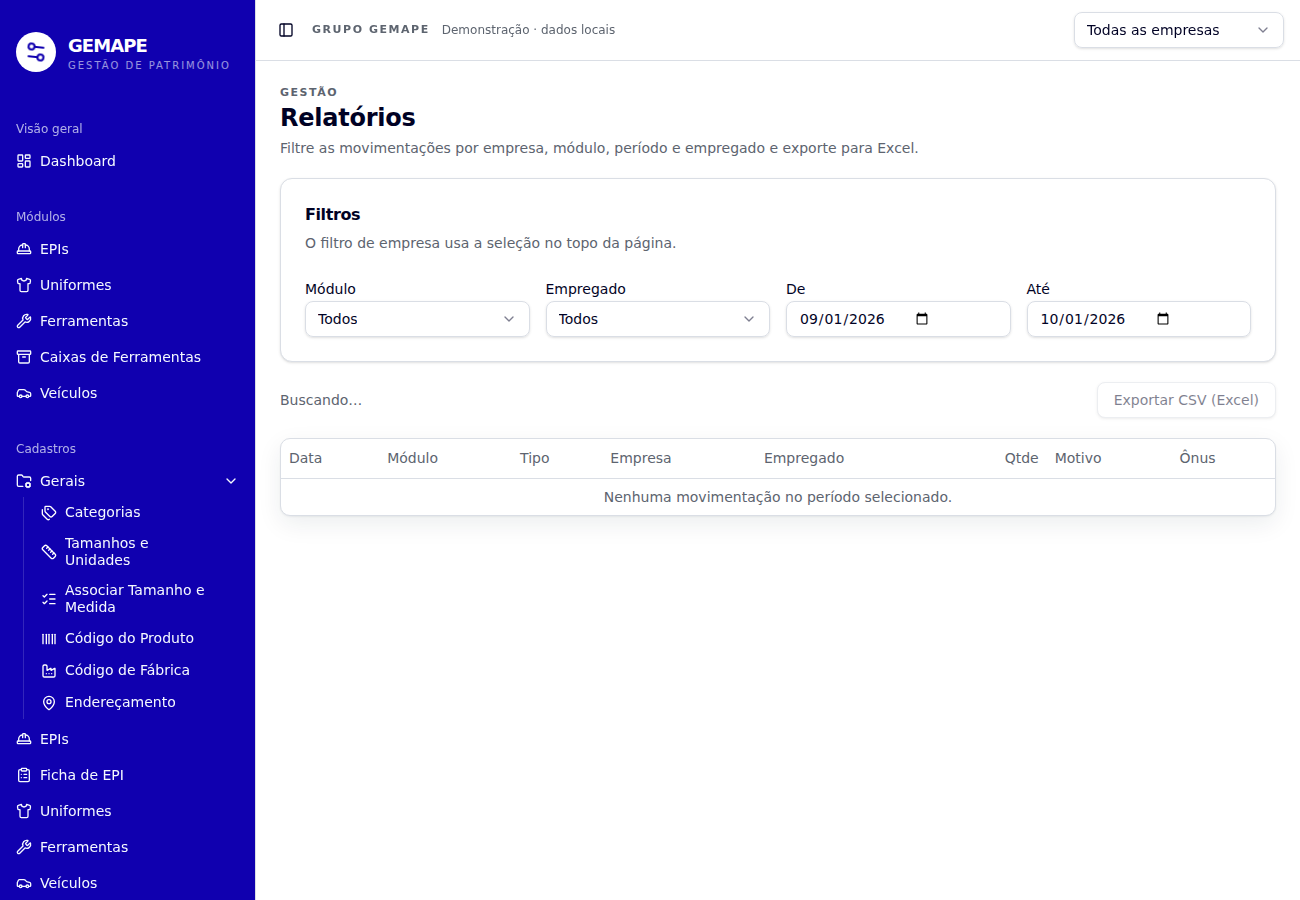 GEMAPE
GESTÃO DE PATRIMÔNIO
Visão geral
Dashboard
Módulos
EPIs
Uniformes
Ferramentas
Caixas de Ferramentas
Veículos
Cadastros
Gerais
Categorias
Tamanhos e
Unidades
Associar Tamanho e
Medida
Código do Produto
Código de Fábrica
Endereçamento
EPIs
Ficha de EPI
Uniformes
Ferramentas
Veículos
GRUPO GEMAPE Demonstração · dados locais
Todas as empresas
GESTÃO
Relatórios
Filtre as movimentações por empresa, módulo, período e empregado e exporte para Excel.
Filtros
O filtro de empresa usa a seleção no topo da página.
Módulo Empregado De Até
Todos Todos 09/01/2026 10/01/2026
Buscando… Exportar CSV (Excel)
Data Módulo Tipo Empresa Empregado Qtde Motivo Ônus
Nenhuma movimentação no período selecionado.